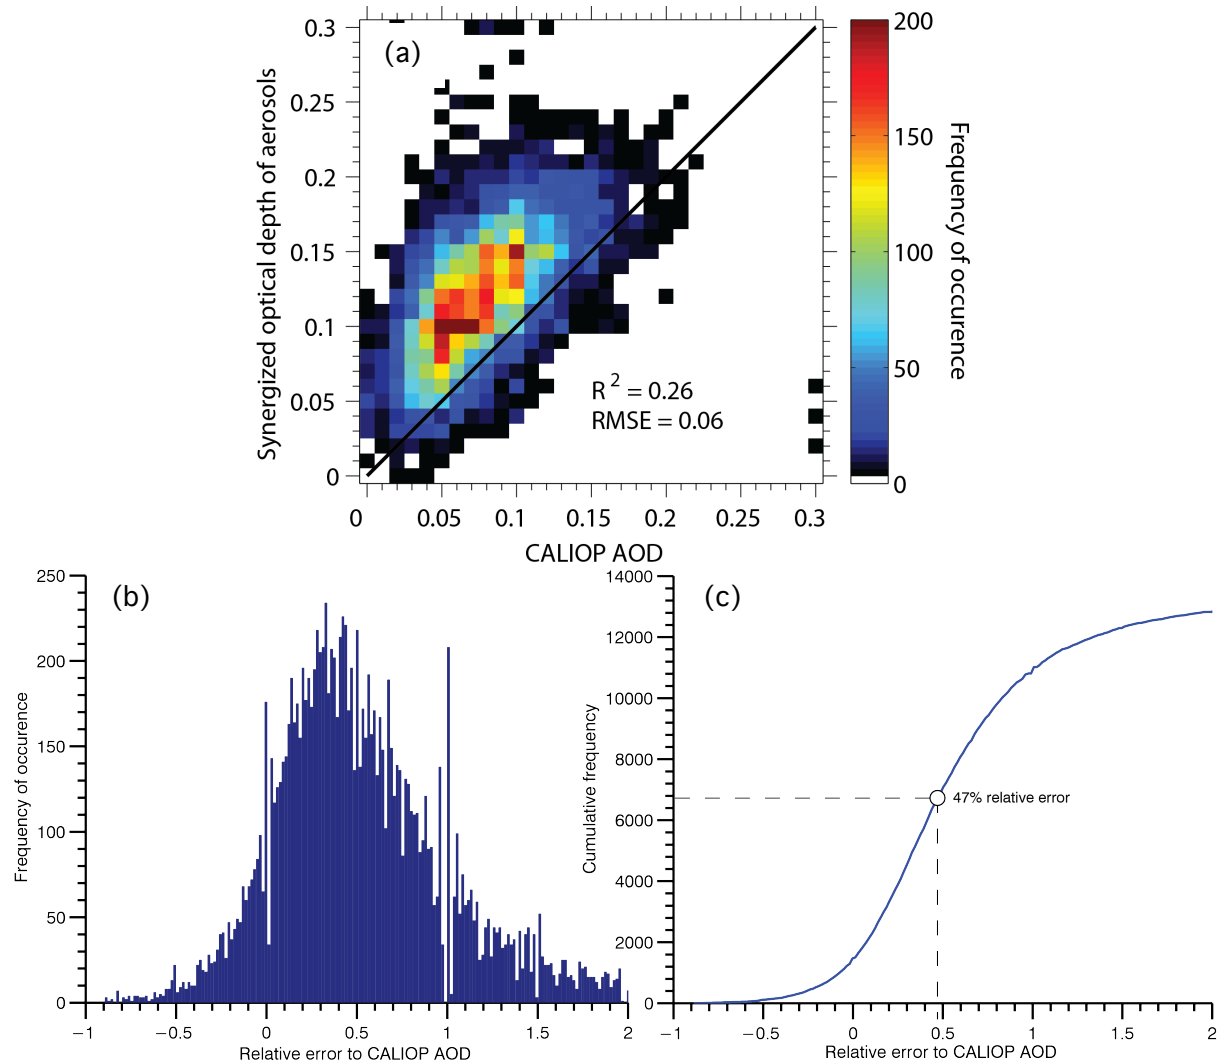 (a)
0.3
0.25
0.2
0.15
0.1
0.05
0
Synergized optical depth of aerosols
R 2 = 0.26
RMSE = 0.06
0 0.05 0.1 0.15 0.2 0.25 0.3
CALIOP AOD
200
150
100
50
0
Frequency of occurence
(b)
250
200
150
100
50
0
Frequency of occurence
−1 −0.5 0 0.5 1 1.5 2
Relative error to CALIOP AOD
(c)
14000
12000
10000
8000
6000
4000
2000
0
Cumulative frequency
47% relative error
−1 −0.5 0 0.5 1 1.5 2
Relative error to CALIOP AOD